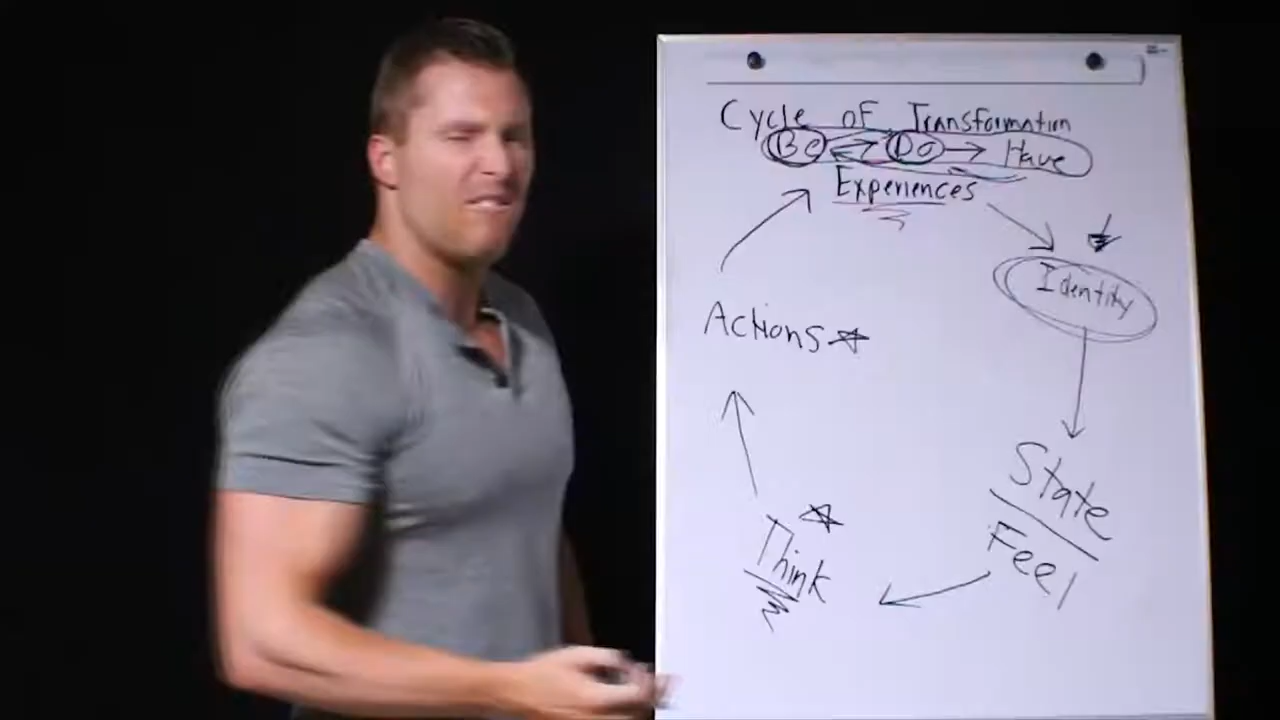 Cycle of Transformation
Be Do Have
Experiences
Identity
Actions
State
Feel
Think